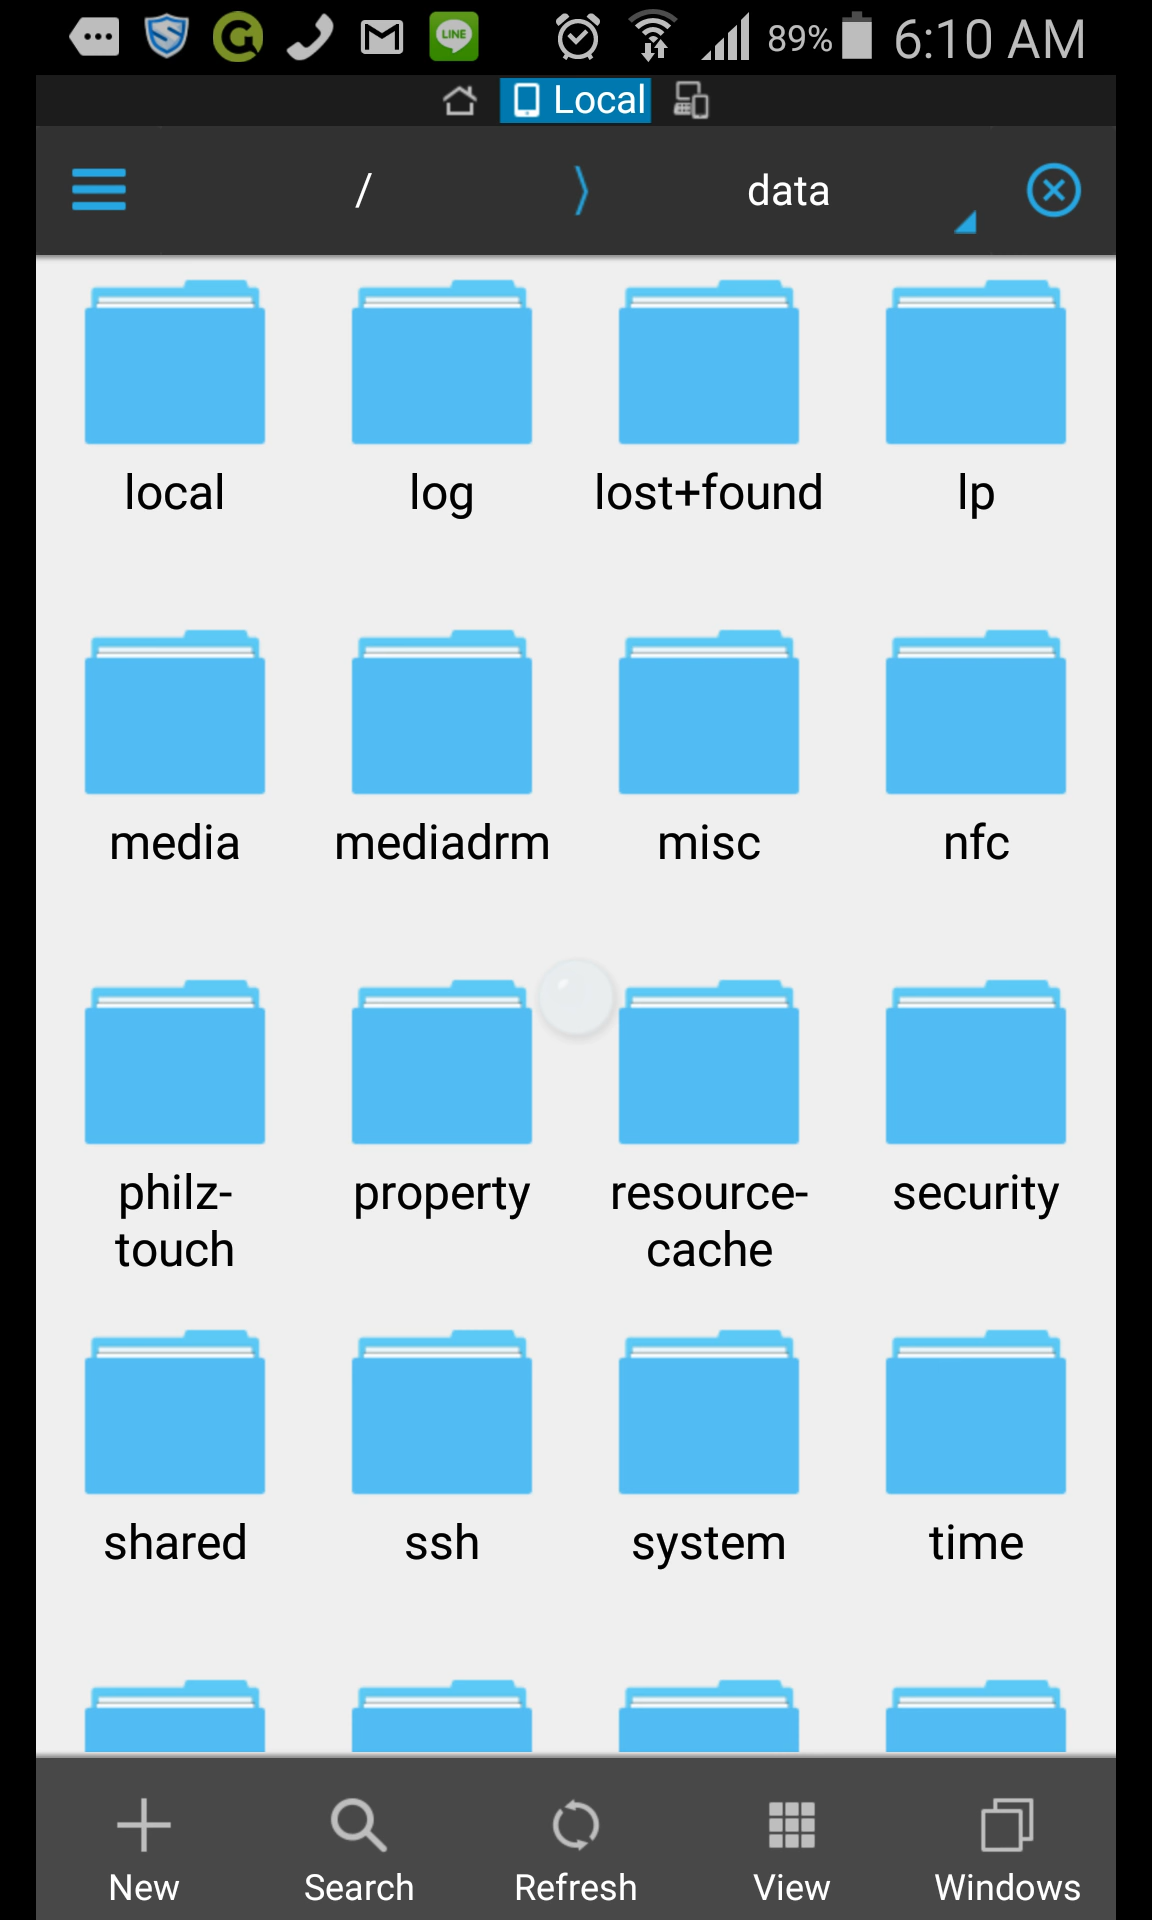 LINE 89% 6:10 AM
Local
/ data
local log lost+found lp
media mediadrm misc nfc
philz- property resource- security
touch cache
shared ssh system time
New Search Refresh View Windows